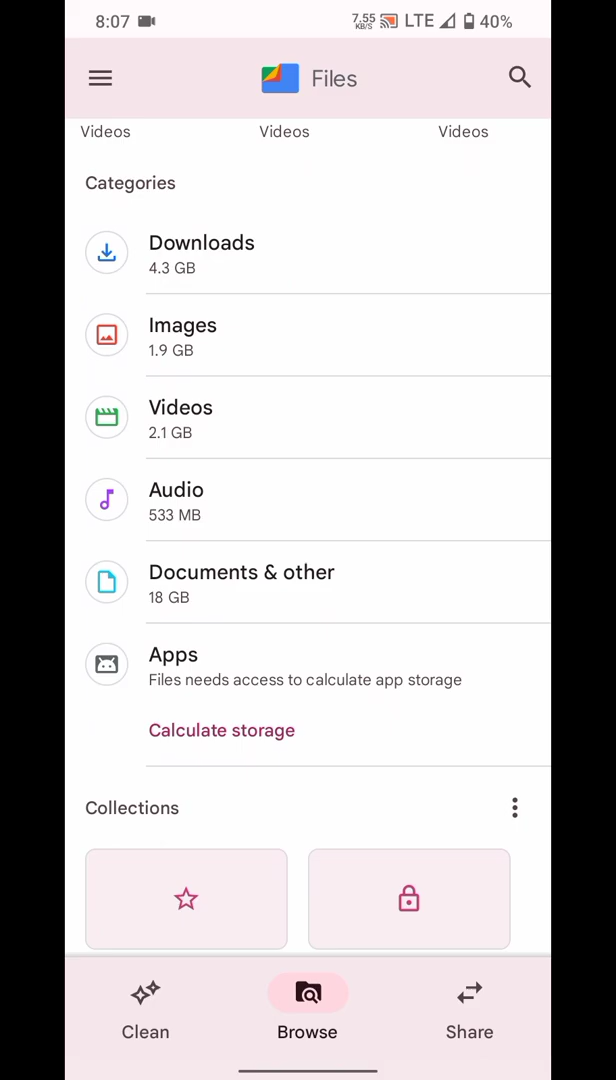 8:07 7.55 KB/S LTE 40%
Files
Videos Videos Videos
Categories
Downloads
4.3 GB
Images
1.9 GB
Videos
2.1 GB
Audio
533 MB
Documents & other
18 GB
Apps
Files needs access to calculate app storage
Calculate storage
Collections
Clean Browse Share